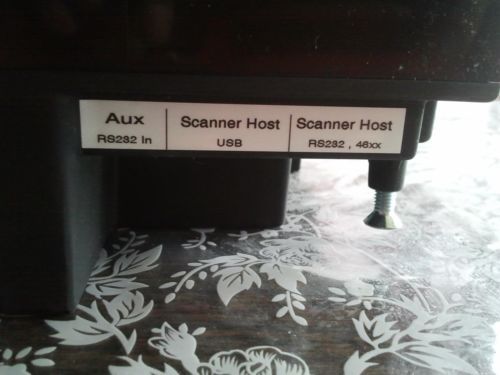 Aux
RS232 In
Scanner Host
USB
Scanner Host
RS232 , 46xx